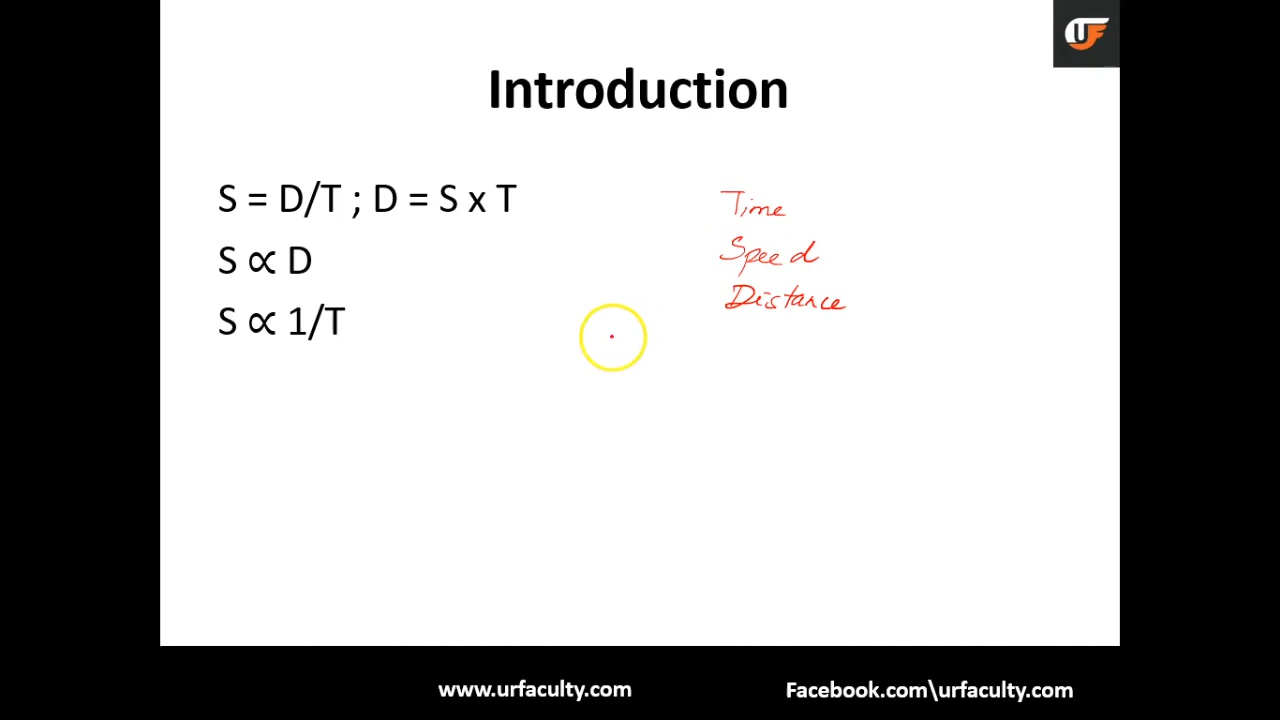 UF
Introduction
S = D/T ; D = S x T
S ∝ D
S ∝ 1/T
Time
Speed
Distance
www.urfaculty.com
Facebook.com\urfaculty.com